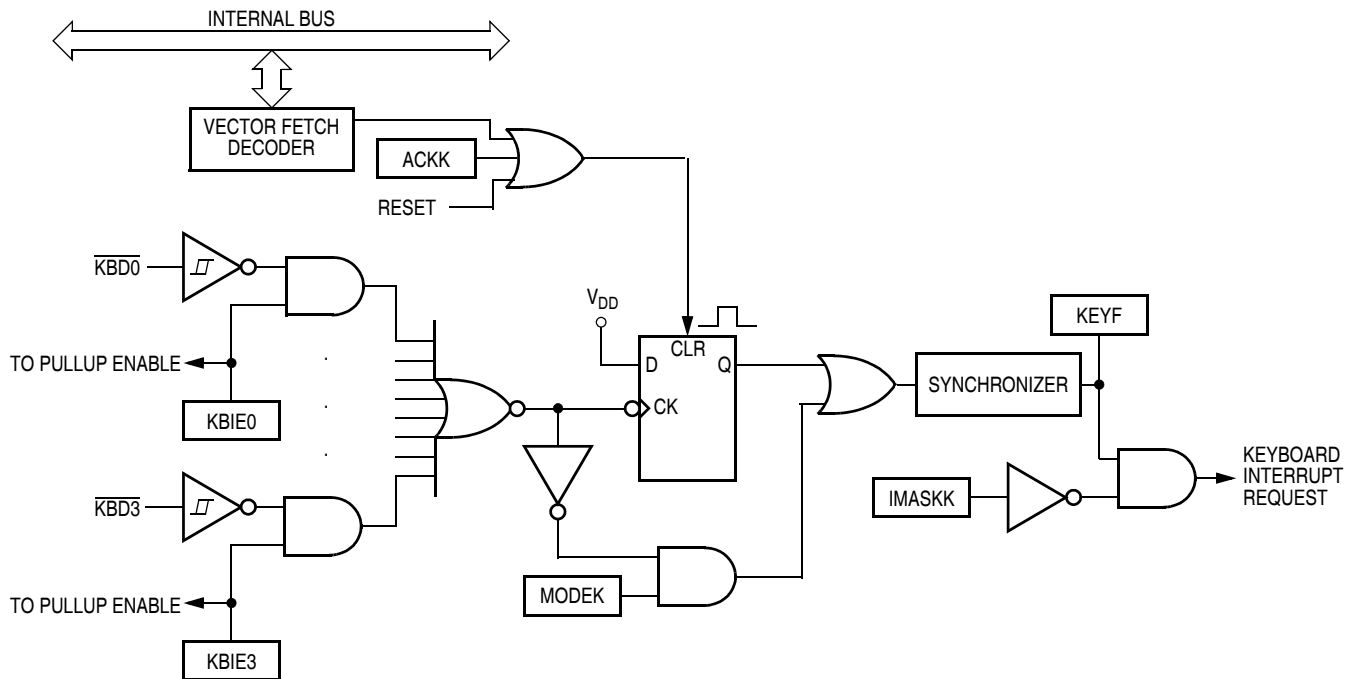 INTERNAL BUS
VECTOR FETCH
DECODER
ACKK
RESET
KBD0
TO PULLUP ENABLE
KBIE0
.
.
.
KBD3
TO PULLUP ENABLE
KBIE3
VDD
CLR
D
Q
CK
MODEK
SYNCHRONIZER
KEYF
IMASKK
KEYBOARD
INTERRUPT
REQUEST